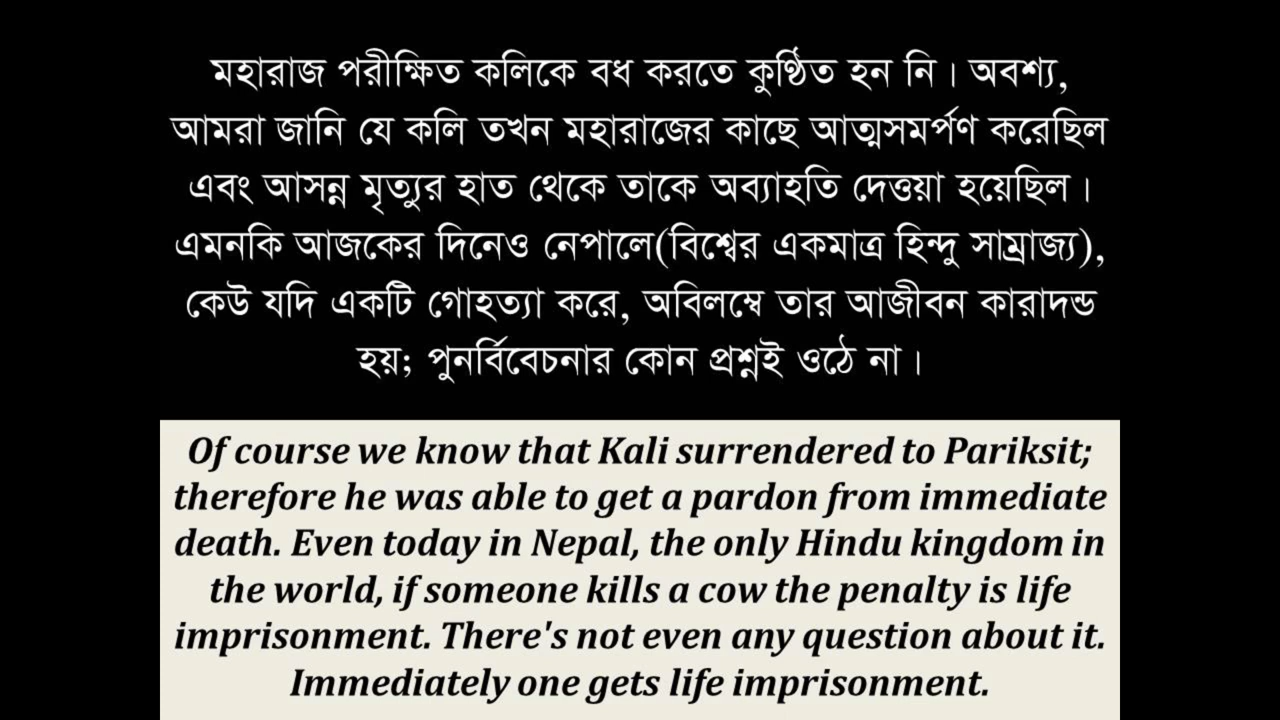 মহারাজ পরীক্ষিত কলিকে বধ করতে কুণ্ঠিত হন নি। অবশ্য,
আমরা জানি যে কলি তখন মহারাজের কাছে আত্মসমর্পণ করেছিল
এবং আসন্ন মৃত্যুর হাত থেকে তাকে অব্যাহতি দেত্তয়া হয়েছিল।
এমনকি আজকের দিনেও নেপালে(বিশ্বের একমাত্র হিন্দু সাম্রাজ্য),
কেউ যদি একটি গোহত্যা করে, অবিলম্বে তার আজীবন কারাদন্ড
হয়; পুনর্বিবেচনার কোন প্রশ্নই ওঠে না।
Of course we know that Kali surrendered to Pariksit;
therefore he was able to get a pardon from immediate
death. Even today in Nepal, the only Hindu kingdom in
the world, if someone kills a cow the penalty is life
imprisonment. There's not even any question about it.
Immediately one gets life imprisonment.